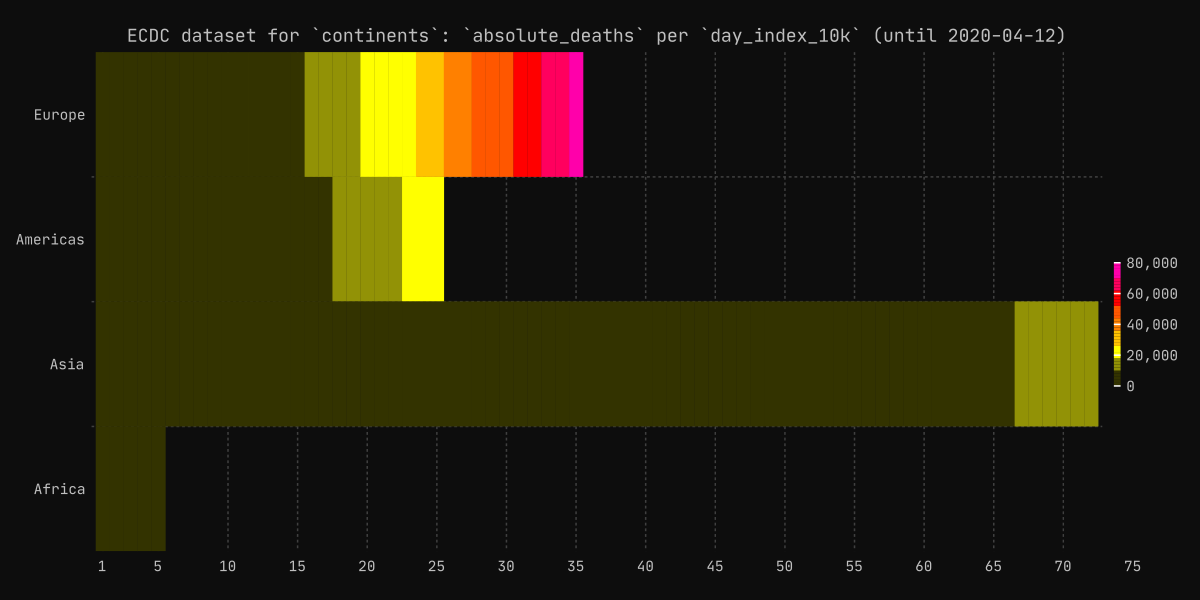 ECDC dataset for `continents`: `absolute_deaths` per `day_index_10k` (until 2020-04-12)
Europe
Americas
Asia
Africa
80,000
60,000
40,000
20,000
0
1 5 10 15 20 25 30 35 40 45 50 55 60 65 70 75